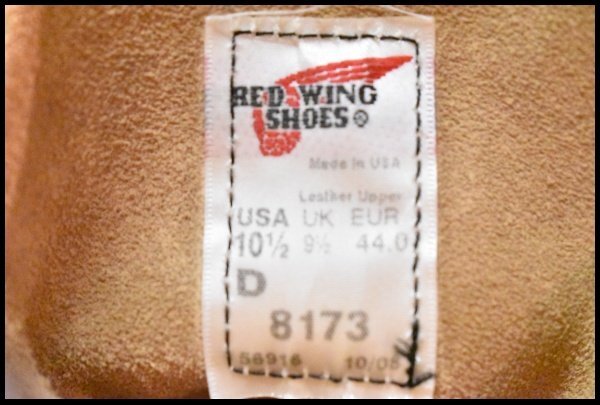 RED WING
SHOES®
Made in USA
Leather Upper
USA UK EUR
10½ 9½ 44.0
D
8173
56916 10/08